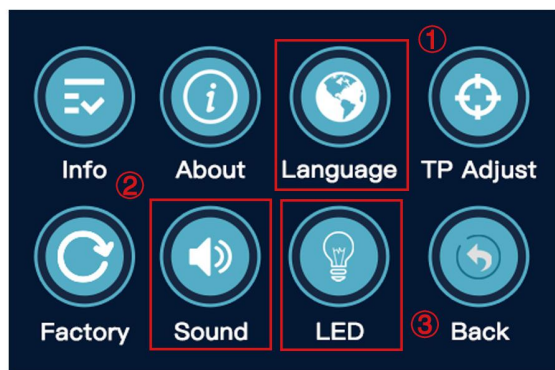 ①
Info About Language TP Adjust
②
Factory Sound LED Back
③